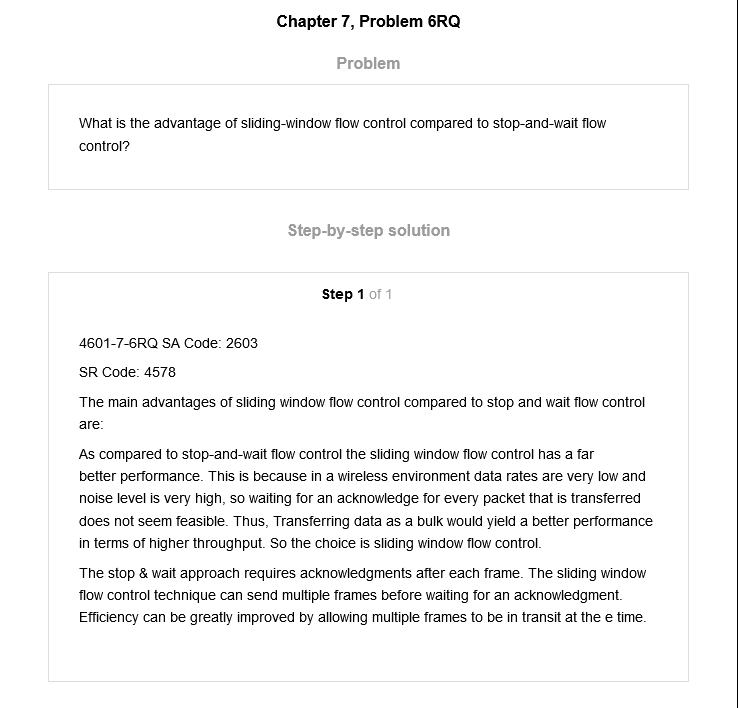 Chapter 7, Problem 6RQ
Problem
What is the advantage of sliding-window flow control compared to stop-and-wait flow
control?
Step-by-step solution
Step 1 of 1
4601-7-6RQ SA Code: 2603
SR Code: 4578
The main advantages of sliding window flow control compared to stop and wait flow control
are:
As compared to stop-and-wait flow control the sliding window flow control has a far
better performance. This is because in a wireless environment data rates are very low and
noise level is very high, so waiting for an acknowledge for every packet that is transferred
does not seem feasible. Thus, Transferring data as a bulk would yield a better performance
in terms of higher throughput. So the choice is sliding window flow control.
The stop & wait approach requires acknowledgments after each frame. The sliding window
flow control technique can send multiple frames before waiting for an acknowledgment.
Efficiency can be greatly improved by allowing multiple frames to be in transit at the e time.